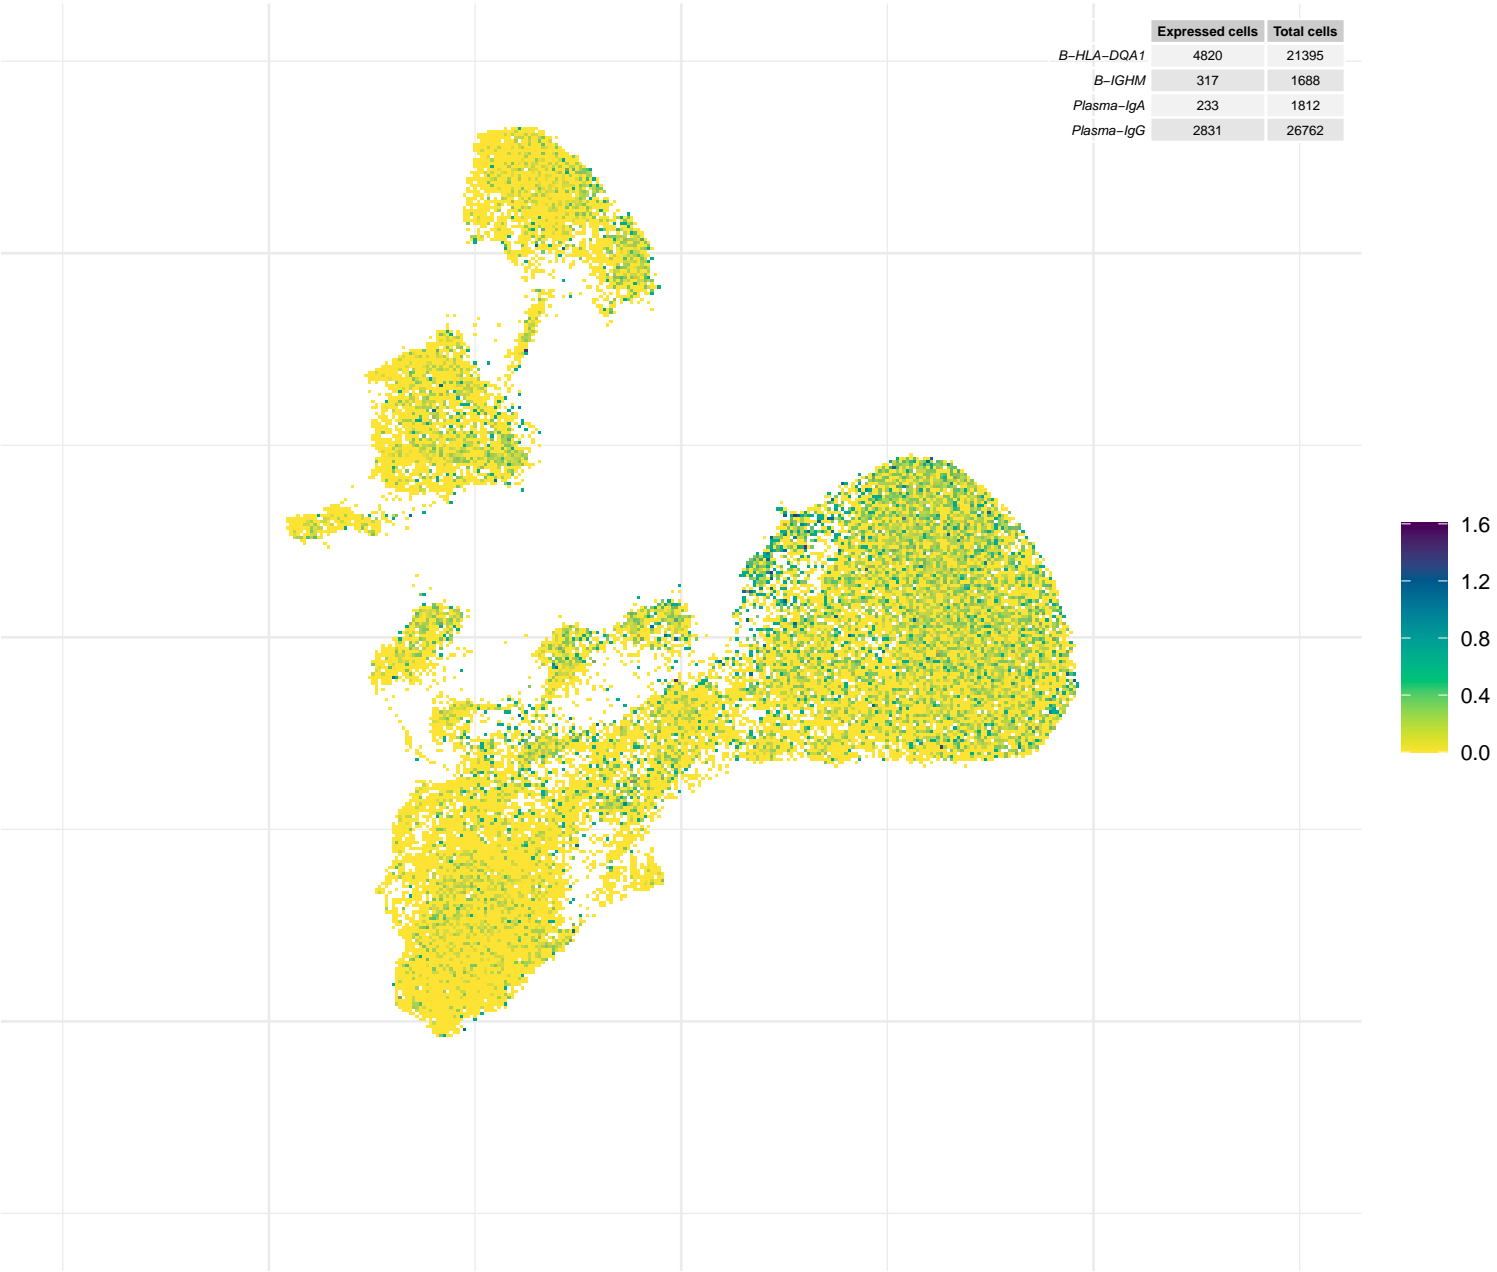 Expressed cells Total cells
B−HLA−DQA1 4820 21395
B−IGHM 317 1688
Plasma−IgA 233 1812
Plasma−IgG 2831 26762
1.6
1.2
0.8
0.4
0.0